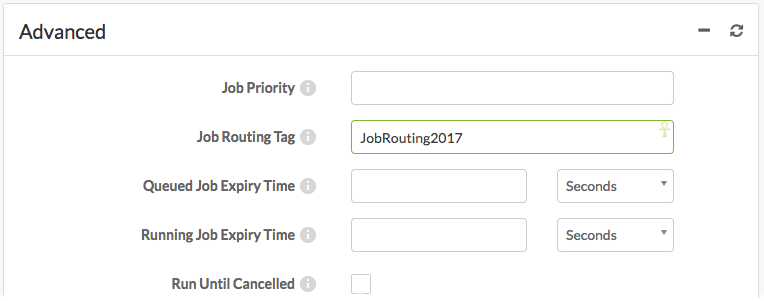 Advanced
Job Priority
Job Routing Tag JobRouting2017
Queued Job Expiry Time Seconds
Running Job Expiry Time Seconds
Run Until Cancelled